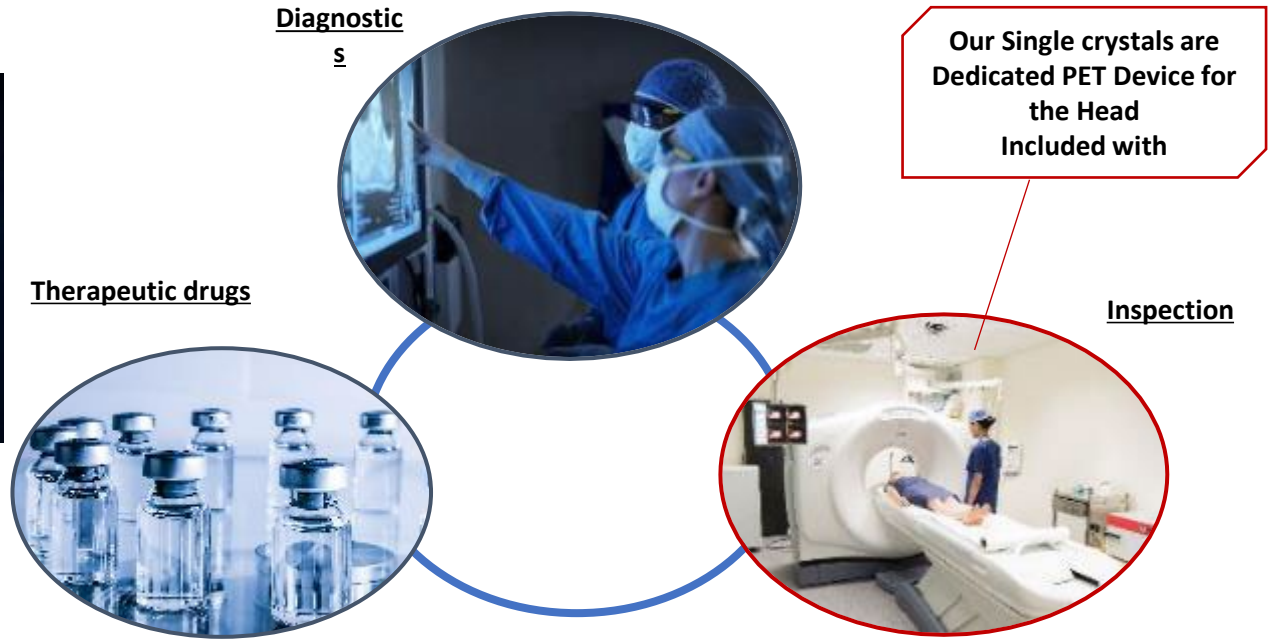 Diagnostic
s
Our Single crystals are
Dedicated PET Device for
the Head
Included with
Therapeutic drugs
Inspection